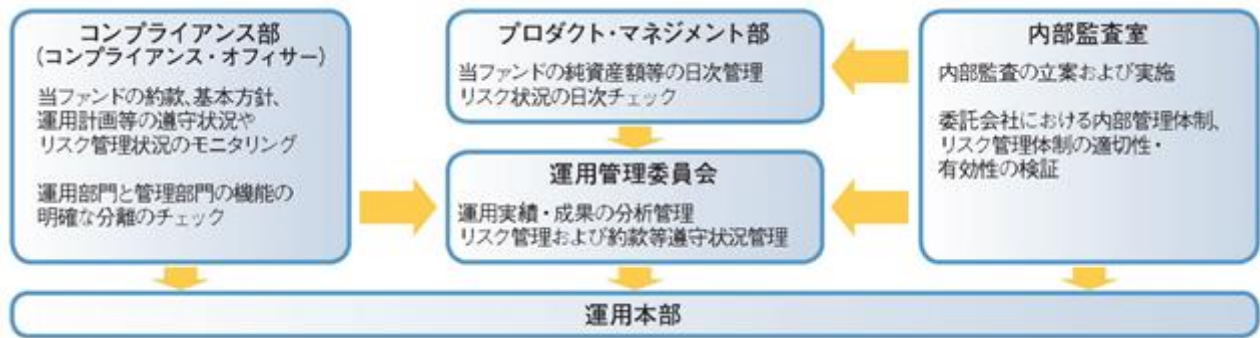 コンプライアンス部
(コンプライアンス・オフィサー)
当ファンドの約款、基本方針、
運用計画等の遵守状況や
リスク管理状況のモニタリング
運用部門と管理部門の機能の
明確な分離のチェック
プロダクト・マネジメント部
当ファンドの純資産額等の日次管理
リスク状況の日次チェック
運用管理委員会
運用実績・成果の分析管理
リスク管理および約款等遵守状況管理
内部監査室
内部監査の立案および実施
委託会社における内部管理体制、
リスク管理体制の適切性・
有効性の検証
運用本部